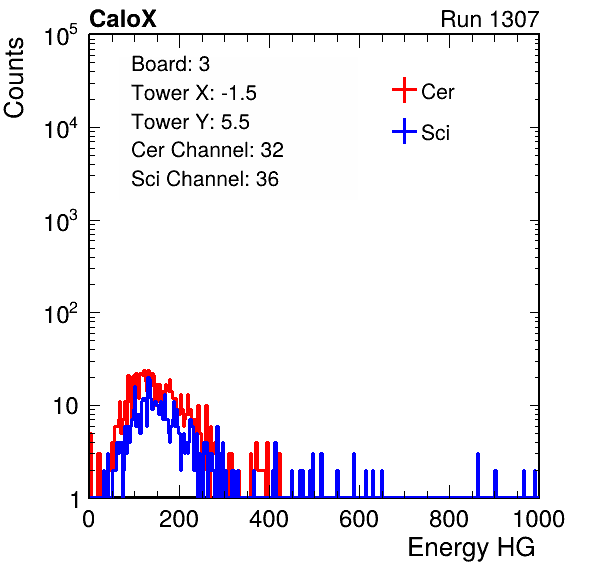 CaloX Run 1307
Counts
10^5
10^4
10^3
10^2
10
1
Board: 3
Tower X: -1.5
Tower Y: 5.5
Cer Channel: 32
Sci Channel: 36
Cer
Sci
0 200 400 600 800 1000
Energy HG